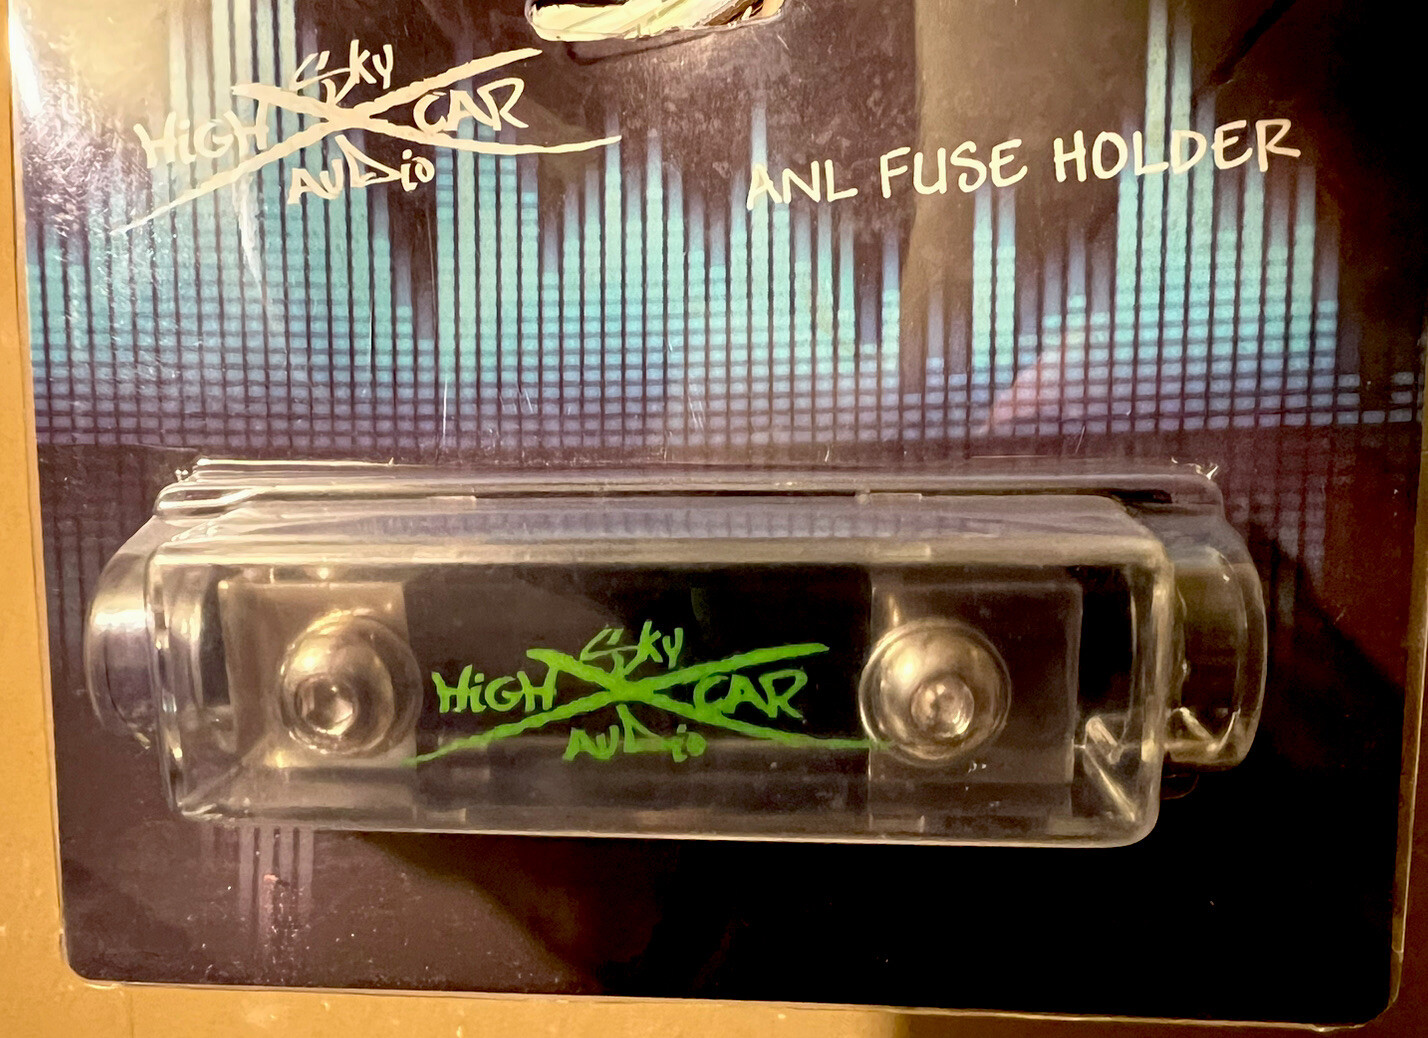 Sky
HiGH CAR
AUDio
ANL FUSE HOLDER
Sky
HiGH CAR
AUDio